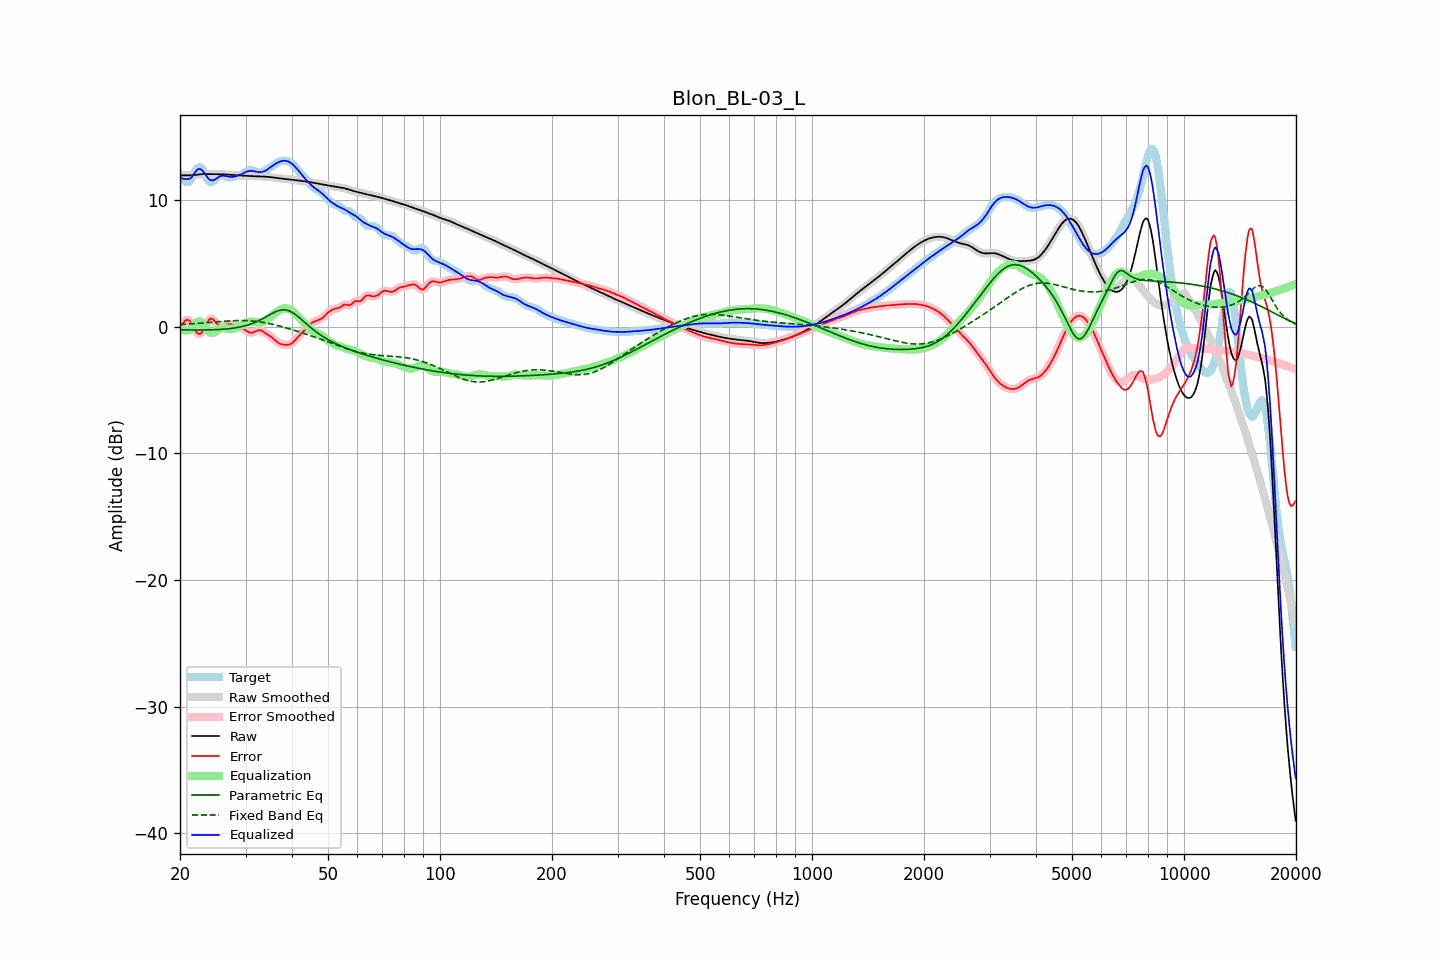 Blon_BL-03_L
Amplitude (dBr)
10
0
−10
−20
−30
−40
Target
Raw Smoothed
Error Smoothed
Raw
Error
Equalization
Parametric Eq
Fixed Band Eq
Equalized
20 50 100 200 500 1000 2000 5000 10000 20000
Frequency (Hz)